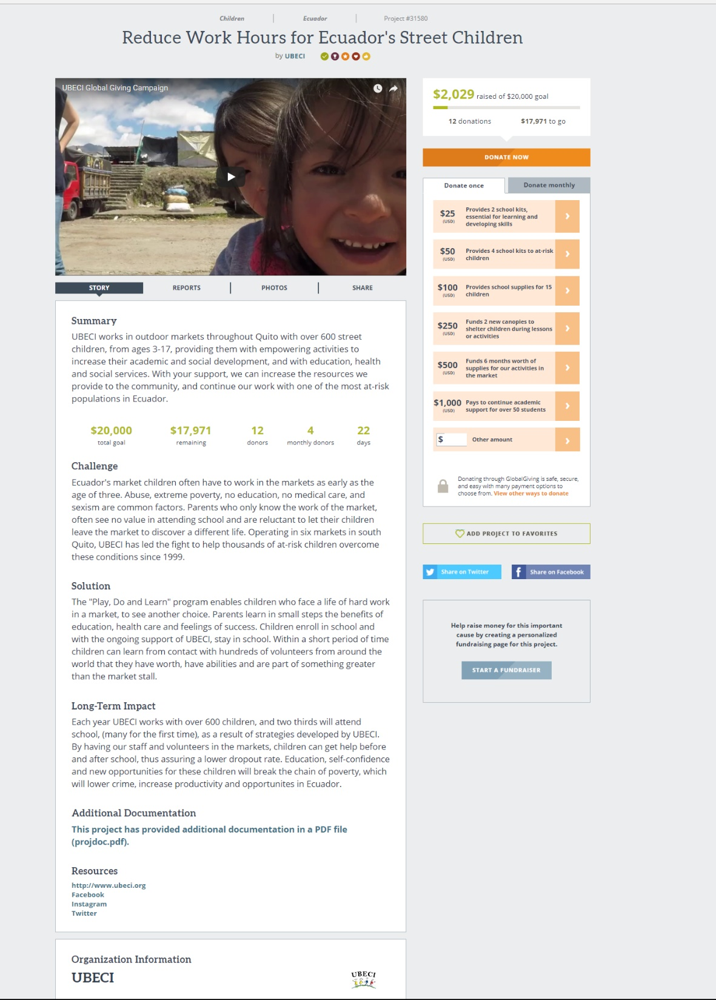 Children
Ecuador
Project #31580
Reduce Work Hours for Ecuador's Street Children
by UBECI
UBECI Global Giving Campaign
STORY
REPORTS
PHOTOS
SHARE
Summary
UBECI works in outdoor markets throughout Quito with over 600 street
children, from ages 3-17, providing them with empowering activities to
increase their academic and social development, and with education, health
and social services. With your support, we can increase the resources we
provide to the community, and continue our work with one of the most at-risk
populations in Ecuador.
$20,000
total goal
$17,971
remaining
12
donors
4
monthly donors
22
days
Challenge
Ecuador's market children often have to work in the markets as early as the
age of three. Abuse, extreme poverty, no education, no medical care, and
sexism are common factors. Parents who only know the work of the market,
often see no value in attending school and are reluctant to let their children
leave the market to discover a different life. Operating in six markets in south
Quito, UBECI has led the fight to help thousands of at-risk children overcome
these conditions since 1999.
Solution
The "Play, Do and Learn" program enables children who face a life of hard work
in a market, to see another choice. Parents learn in small steps the benefits of
education, health care and feelings of success. Children enroll in school and
with the ongoing support of UBECI, stay in school. Within a short period of time
children can learn from contact with hundreds of volunteers from around the
world that they have worth, have abilities and are part of something greater
than the market stall.
Long-Term Impact
Each year UBECI works with over 600 children, and two thirds will attend
school, (many for the first time), as a result of strategies developed by UBECI.
By having our staff and volunteers in the markets, children can get help before
and after school, thus assuring a lower dropout rate. Education, self-confidence
and new opportunities for these children will break the chain of poverty, which
will lower crime, increase productivity and opportunites in Ecuador.
Additional Documentation
This project has provided additional documentation in a PDF file
(projdoc.pdf).
Resources
http://www.ubeci.org
Facebook
Instagram
Twitter
Organization Information
UBECI
UBECI
$2,029 raised of $20,000 goal
12 donations
$17,971 to go
DONATE NOW
Donate once
Donate monthly
$25
(USD)
Provides 2 school kits,
essential for learning and
developing skills
$50
(USD)
Provides 4 school kits to at-risk
children
$100
(USD)
Provides school supplies for 15
children
$250
(USD)
Funds 2 new canopies to
shelter children during lessons
or activities
$500
(USD)
Funds 6 months worth of
supplies for our activities in
the market
$1,000
(USD)
Pays to continue academic
support for over 50 students
$
Other amount
Donating through GlobalGiving is safe, secure,
and easy with many payment options to
choose from. View other ways to donate
ADD PROJECT TO FAVORITES
Share on Twitter
Share on Facebook
Help raise money for this important
cause by creating a personalized
fundraising page for this project.
START A FUNDRAISER